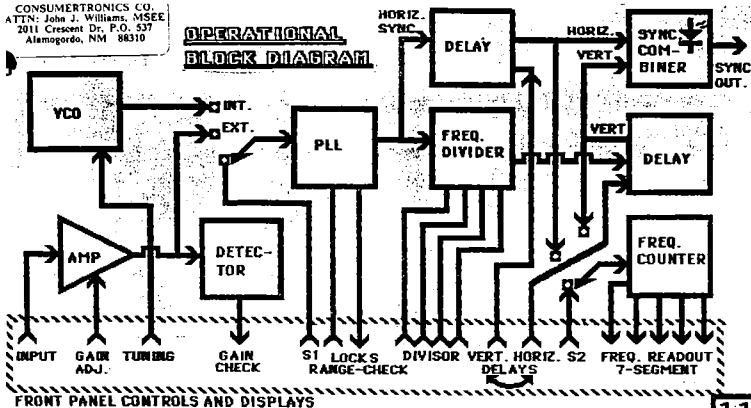 CONSUMERTRONICS CO.
ATTN: John J. Williams, MSEE
2011 Crescent Dr., P.O. 537
Alamogordo, NM 88310
OPERATIONAL
BLOCK DIAGRAM
HORIZ.
SYNC
DELAY
HORIZ.
VERT
SYNC
COM-
BINER
SYNC
OUT.
VCO
INT.
EXT.
PLL
FREQ.
DIVIDER
VERT
DELAY
AMP
DETEC-
TOR
FREQ.
COUNTER
INPUT
GAIN
ADJ.
TUNING
GAIN
CHECK
S1
LOCKS
RANGE-CHECK
DIVISOR
VERT. HORIZ.
DELAYS
S2
FREQ. READOUT
7-SEGMENT
FRONT PANEL CONTROLS AND DISPLAYS